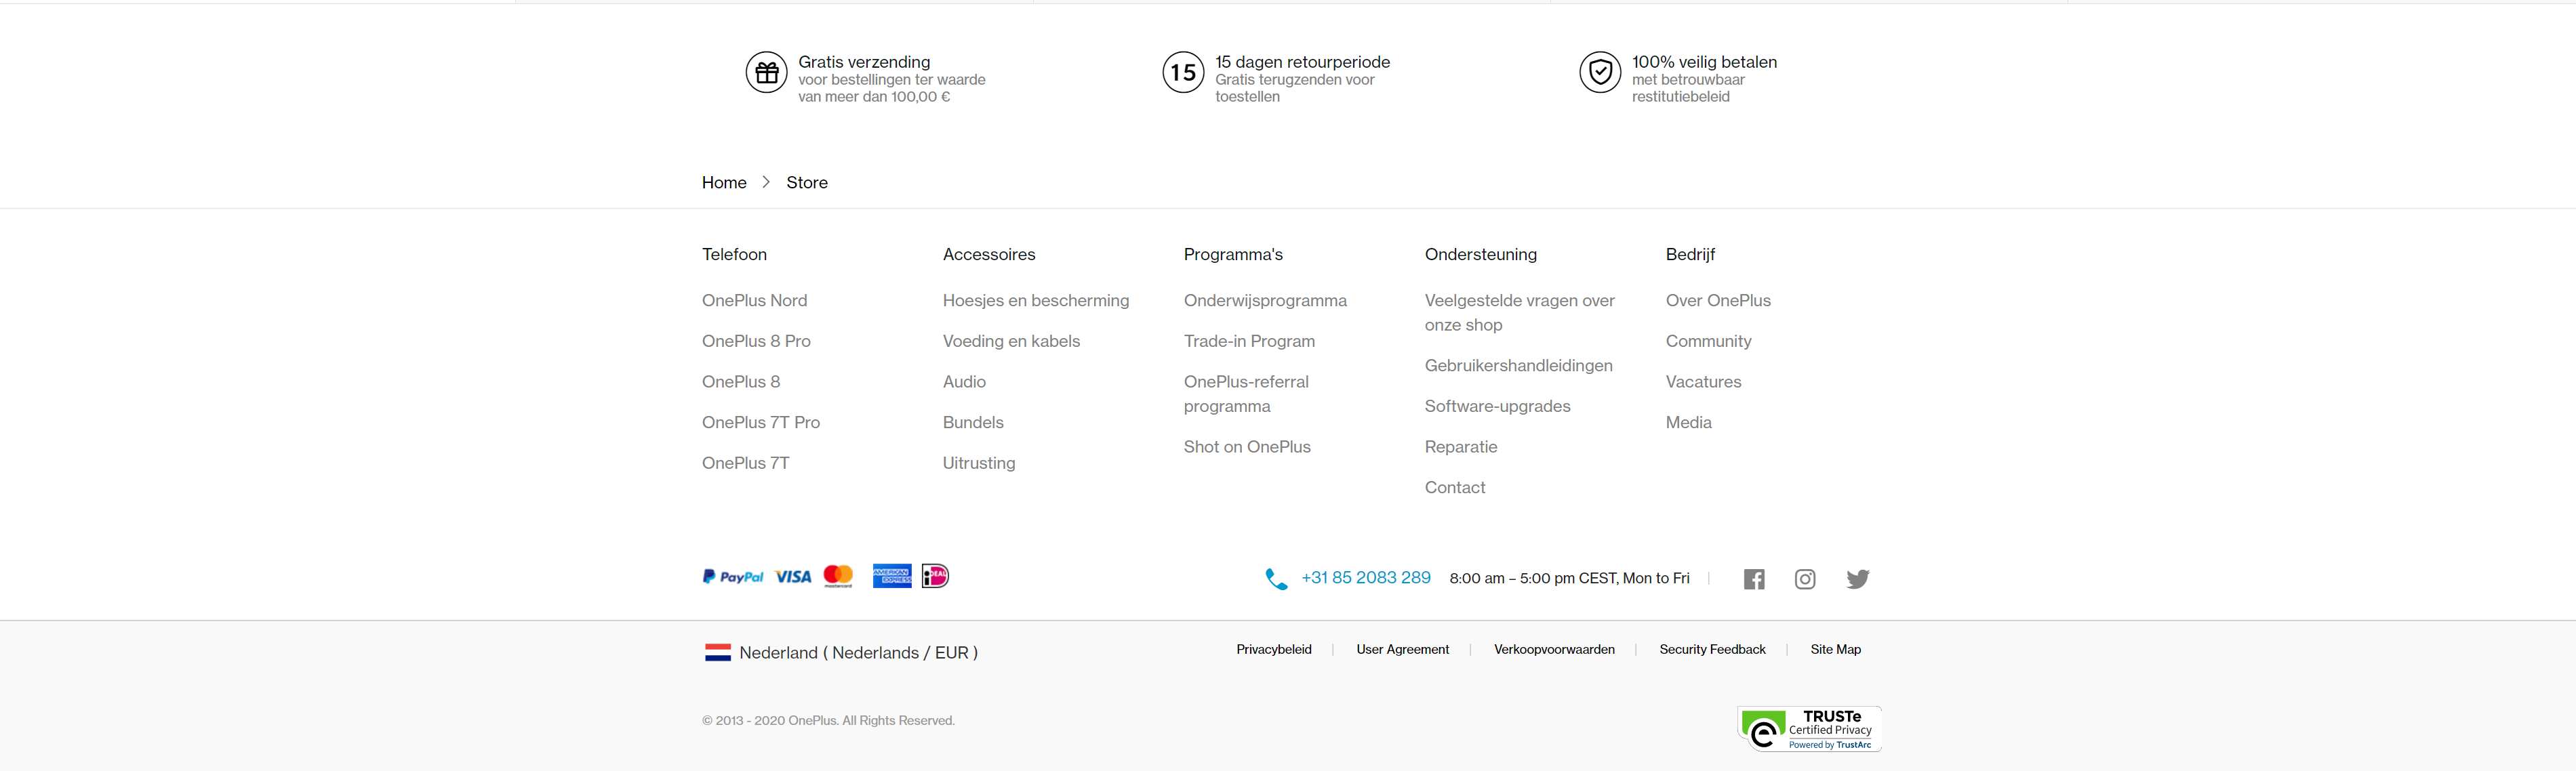 Gratis verzending
voor bestellingen ter waarde
van meer dan 100,00 €
15
15 dagen retourperiode
Gratis terugzenden voor
toestellen
100% veilig betalen
met betrouwbaar
restitutiebeleid
Home
Store
Telefoon
OnePlus Nord
OnePlus 8 Pro
OnePlus 8
OnePlus 7T Pro
OnePlus 7T
Accessoires
Hoesjes en bescherming
Voeding en kabels
Audio
Bundels
Uitrusting
Programma's
Onderwijsprogramma
Trade-in Program
OnePlus-referral
programma
Shot on OnePlus
Ondersteuning
Veelgestelde vragen over
onze shop
Gebruikershandleidingen
Software-upgrades
Reparatie
Contact
Bedrijf
Over OnePlus
Community
Vacatures
Media
PayPal VISA mastercard AMERICAN EXPRESS iDEAL
+31 85 2083 289 8:00 am – 5:00 pm CEST, Mon to Fri
Nederland ( Nederlands / EUR )
Privacybeleid | User Agreement | Verkoopvoorwaarden | Security Feedback | Site Map
© 2013 - 2020 OnePlus. All Rights Reserved.
TRUSTe
Certified Privacy
Powered by TrustArc